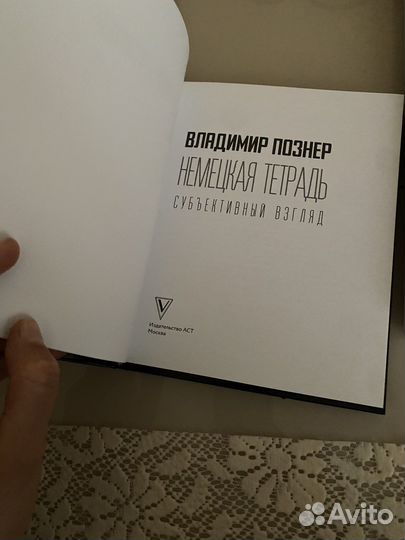 ВЛАДИМИР ПОЗНЕР
НЕМЕЦКАЯ ТЕТРАДЬ
СУБЪЕКТИВНЫЙ ВЗГЛЯД
Издательство АСТ
Москва
Avito